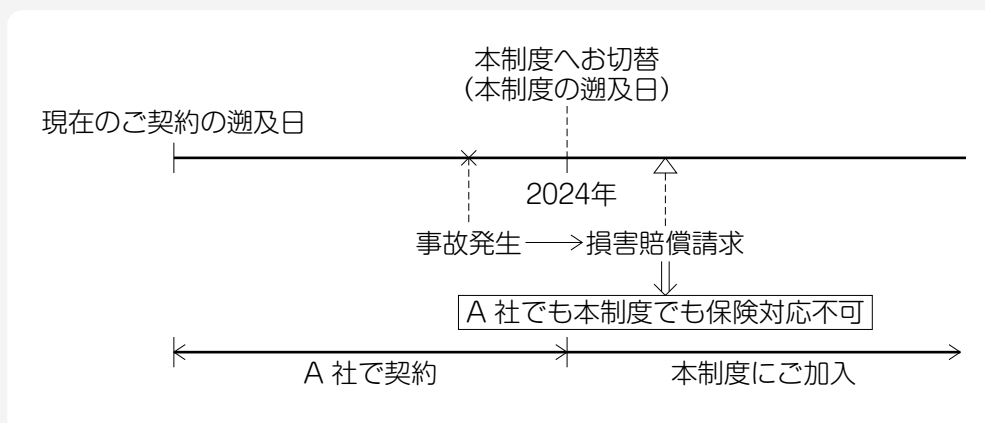 本制度へお切替
（本制度の遡及日）
現在のご契約の遡及日
2024年
事故発生
損害賠償請求
A 社でも本制度でも保険対応不可
A 社で契約
本制度にご加入